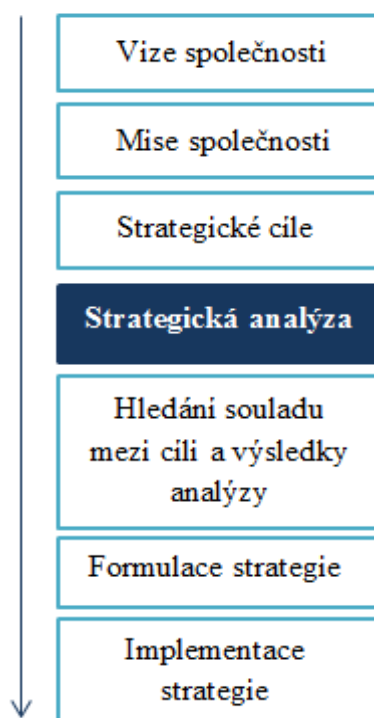 Vize společnosti
Mise společnosti
Strategické cíle
Strategická analýza
Hledání souladu
mezi cíli a výsledky
analýzy
Formulace strategie
Implementace
strategie